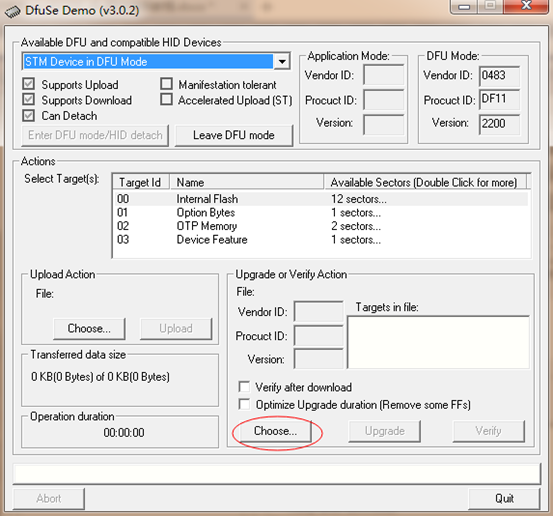 DfuSe Demo (v3.0.2)
Available DFU and compatible HID Devices
STM Device in DFU Mode
Supports Upload
Manifestation tolerant
Supports Download
Accelerated Upload (ST)
Can Detach
Enter DFU mode/HID detach
Leave DFU mode
Application Mode:
Vendor ID:
Procuct ID:
Version:
DFU Mode:
Vendor ID: 0483
Procuct ID: DF11
Version: 2200
Actions
Select Target(s):
Target Id Name Available Sectors (Double Click for more)
00 Internal Flash 12 sectors...
01 Option Bytes 1 sectors...
02 OTP Memory 2 sectors...
03 Device Feature 1 sectors...
Upload Action
File:
Choose... Upload
Transferred data size
0 KB(0 Bytes) of 0 KB(0 Bytes)
Operation duration
00:00:00
Upgrade or Verify Action
File:
Vendor ID:
Procuct ID:
Version:
Targets in file:
Verify after download
Optimize Upgrade duration (Remove some FFs)
Choose... Upgrade Verify
Abort Quit